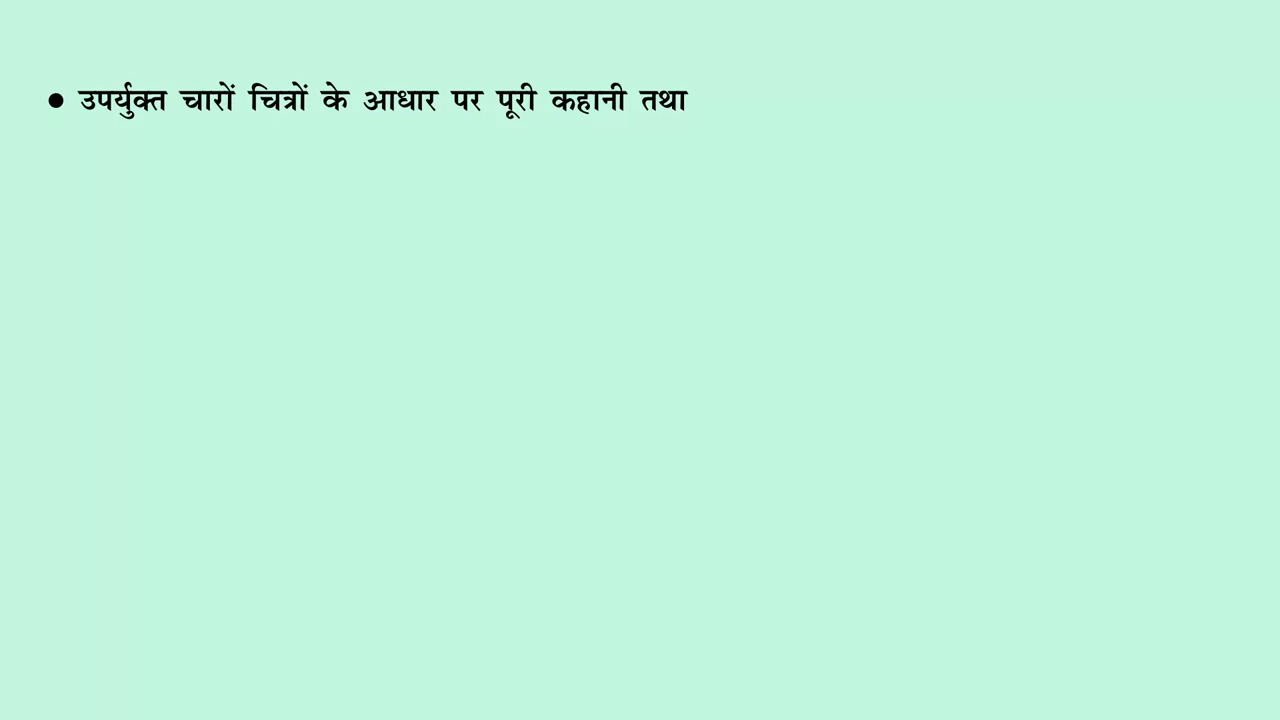 • उपर्युक्त चारों चित्रों के आधार पर पूरी कहानी तथा